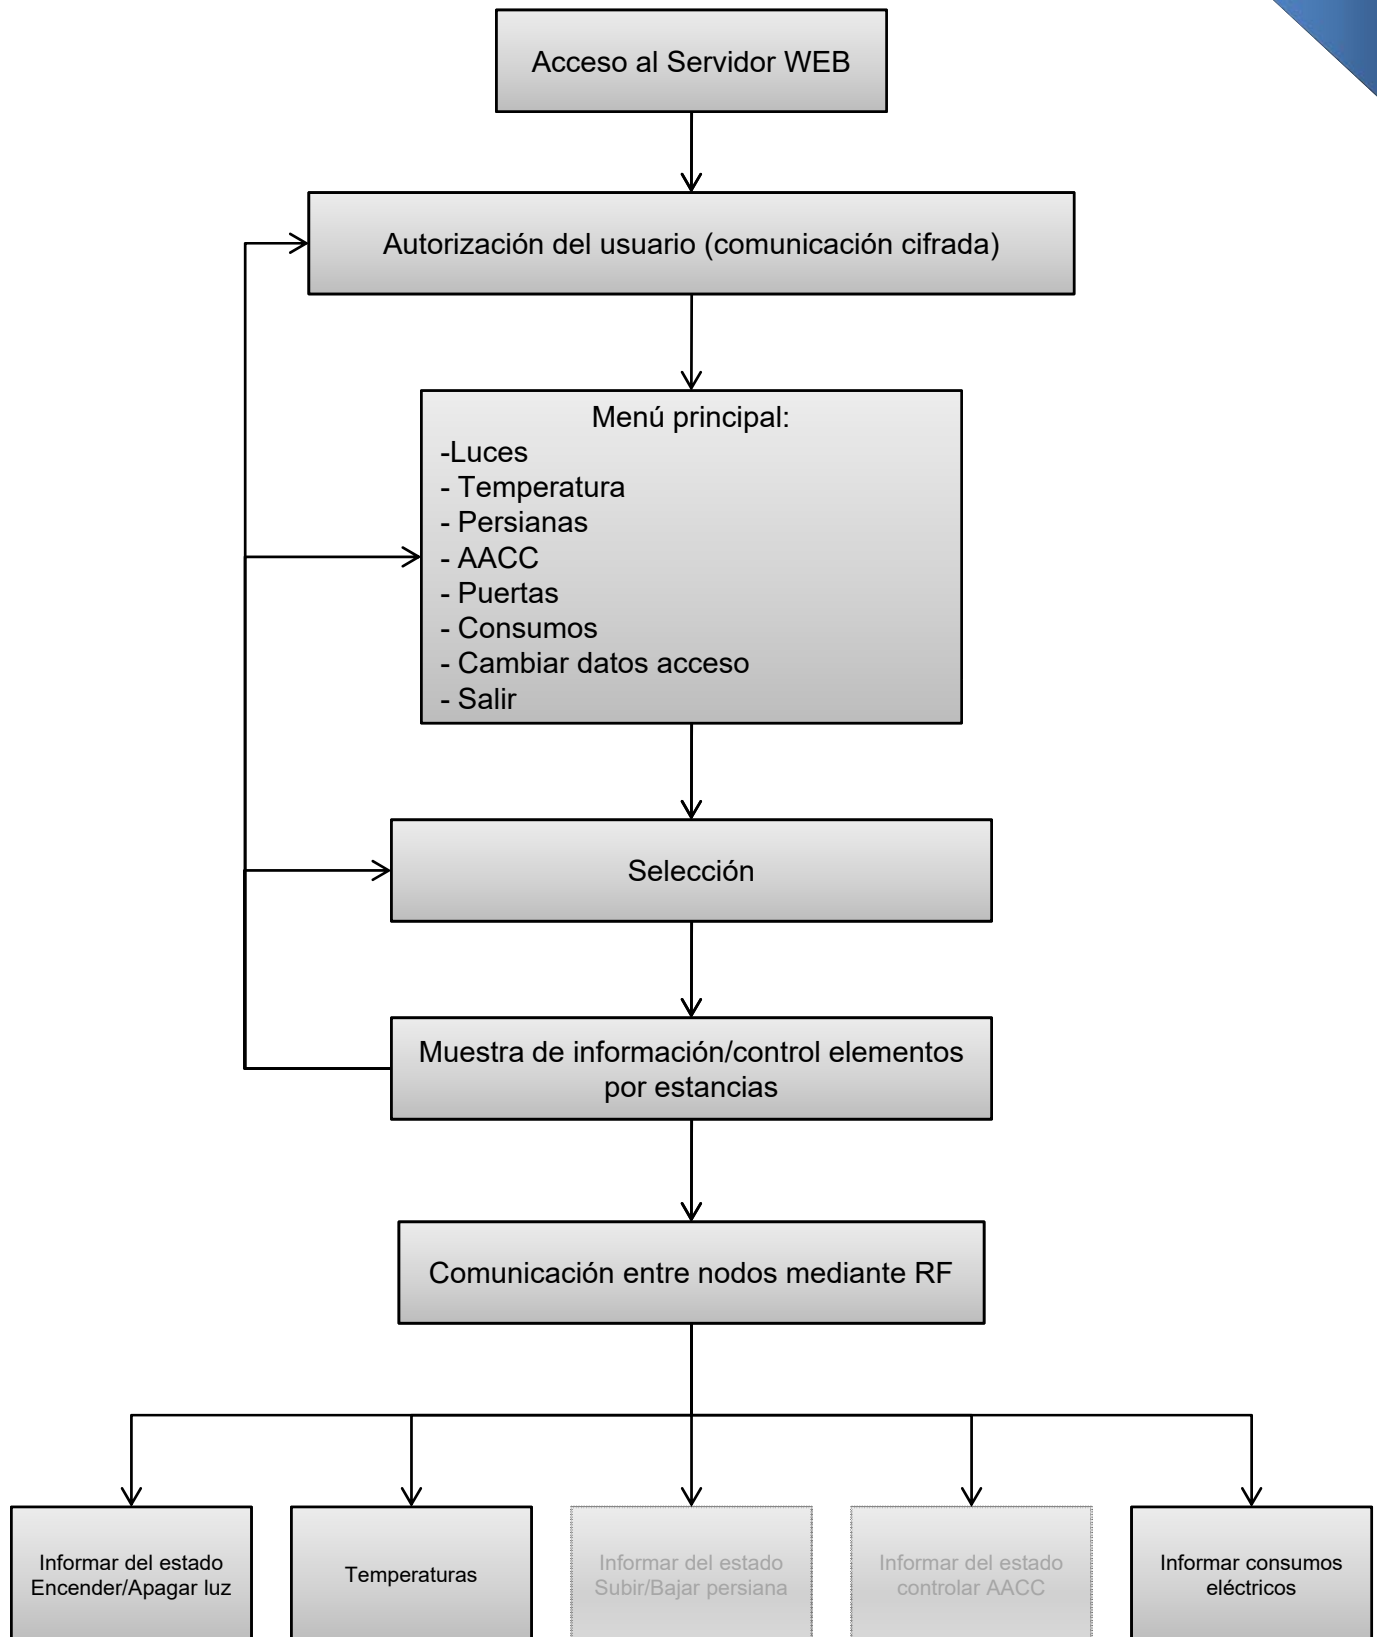 Acceso al Servidor WEB
Autorización del usuario (comunicación cifrada)
Menú principal:
-Luces
- Temperatura
- Persianas
- AACC
- Puertas
- Consumos
- Cambiar datos acceso
- Salir
Selección
Muestra de información/control elementos
por estancias
Comunicación entre nodos mediante RF
Informar del estado
Encender/Apagar luz
Temperaturas
Informar del estado
Subir/Bajar persiana
Informar del estado
controlar AACC
Informar consumos
eléctricos